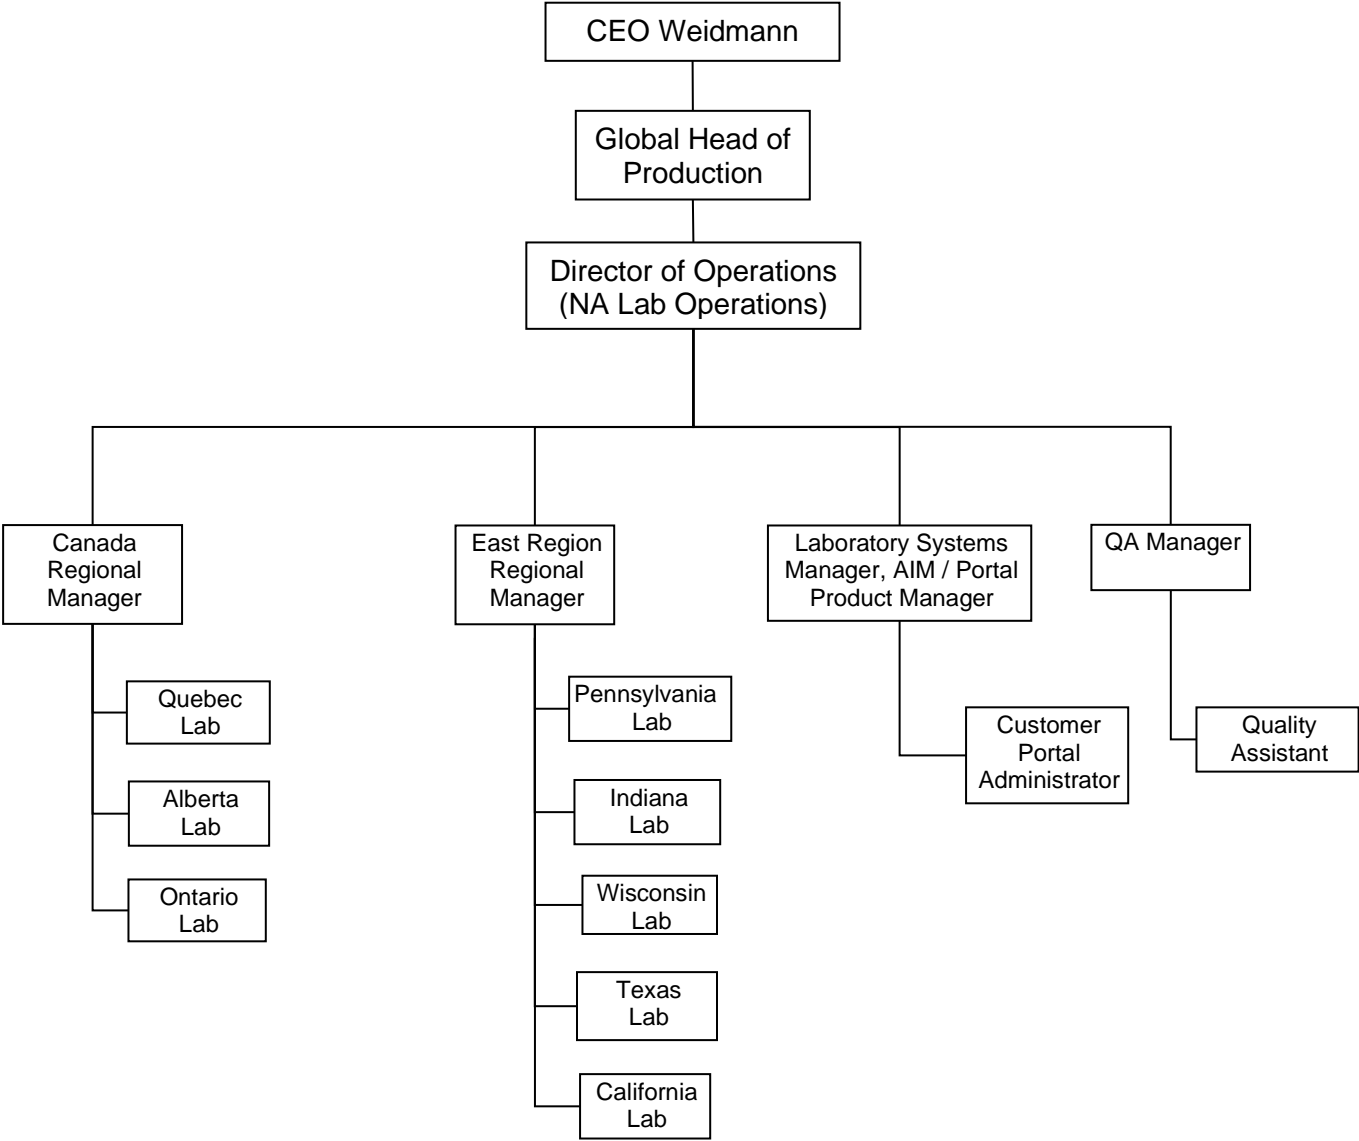 CEO Weidmann
Global Head of
Production
Director of Operations
(NA Lab Operations)
Canada
Regional
Manager
East Region
Regional
Manager
Laboratory Systems
Manager, AIM / Portal
Product Manager
QA Manager
Quebec
Lab
Alberta
Lab
Ontario
Lab
Pennsylvania
Lab
Indiana
Lab
Wisconsin
Lab
Texas
Lab
California
Lab
Customer
Portal
Administrator
Quality
Assistant